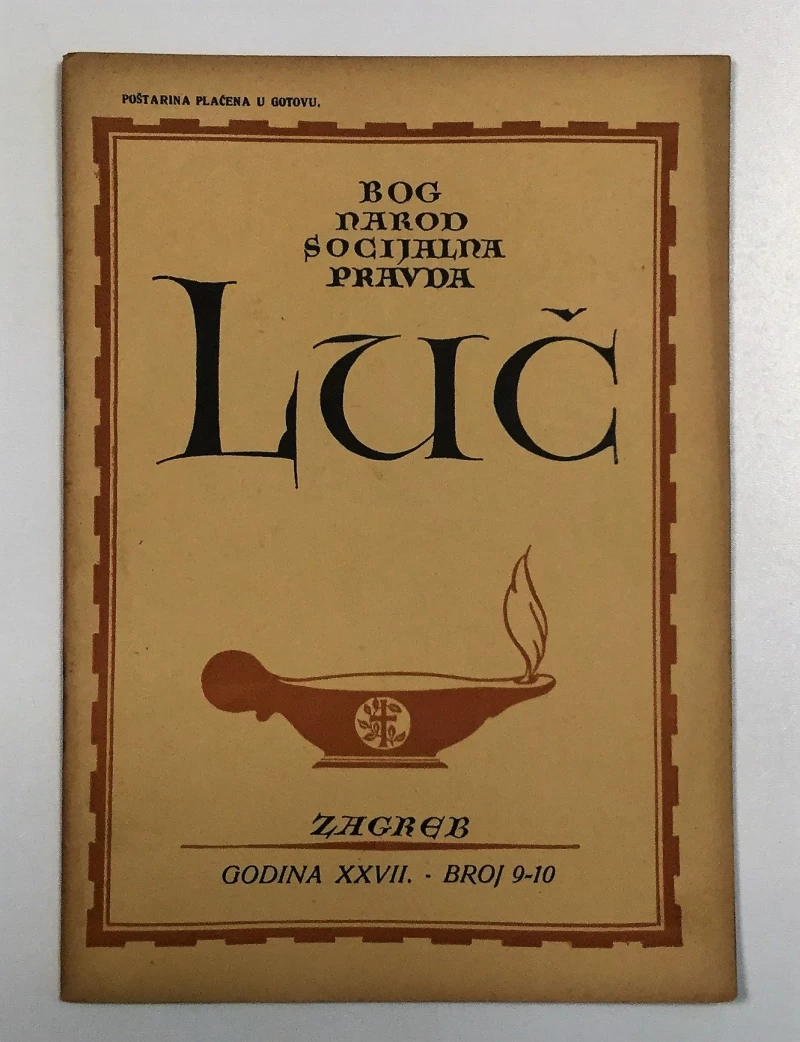 POŠTARINA PLAĆENA U GOTOVU.
BOG
NAROD
SOCIJALNA
PRAVDA
LUČ
ZAGREB
GODINA XXVII. - BROJ 9-10